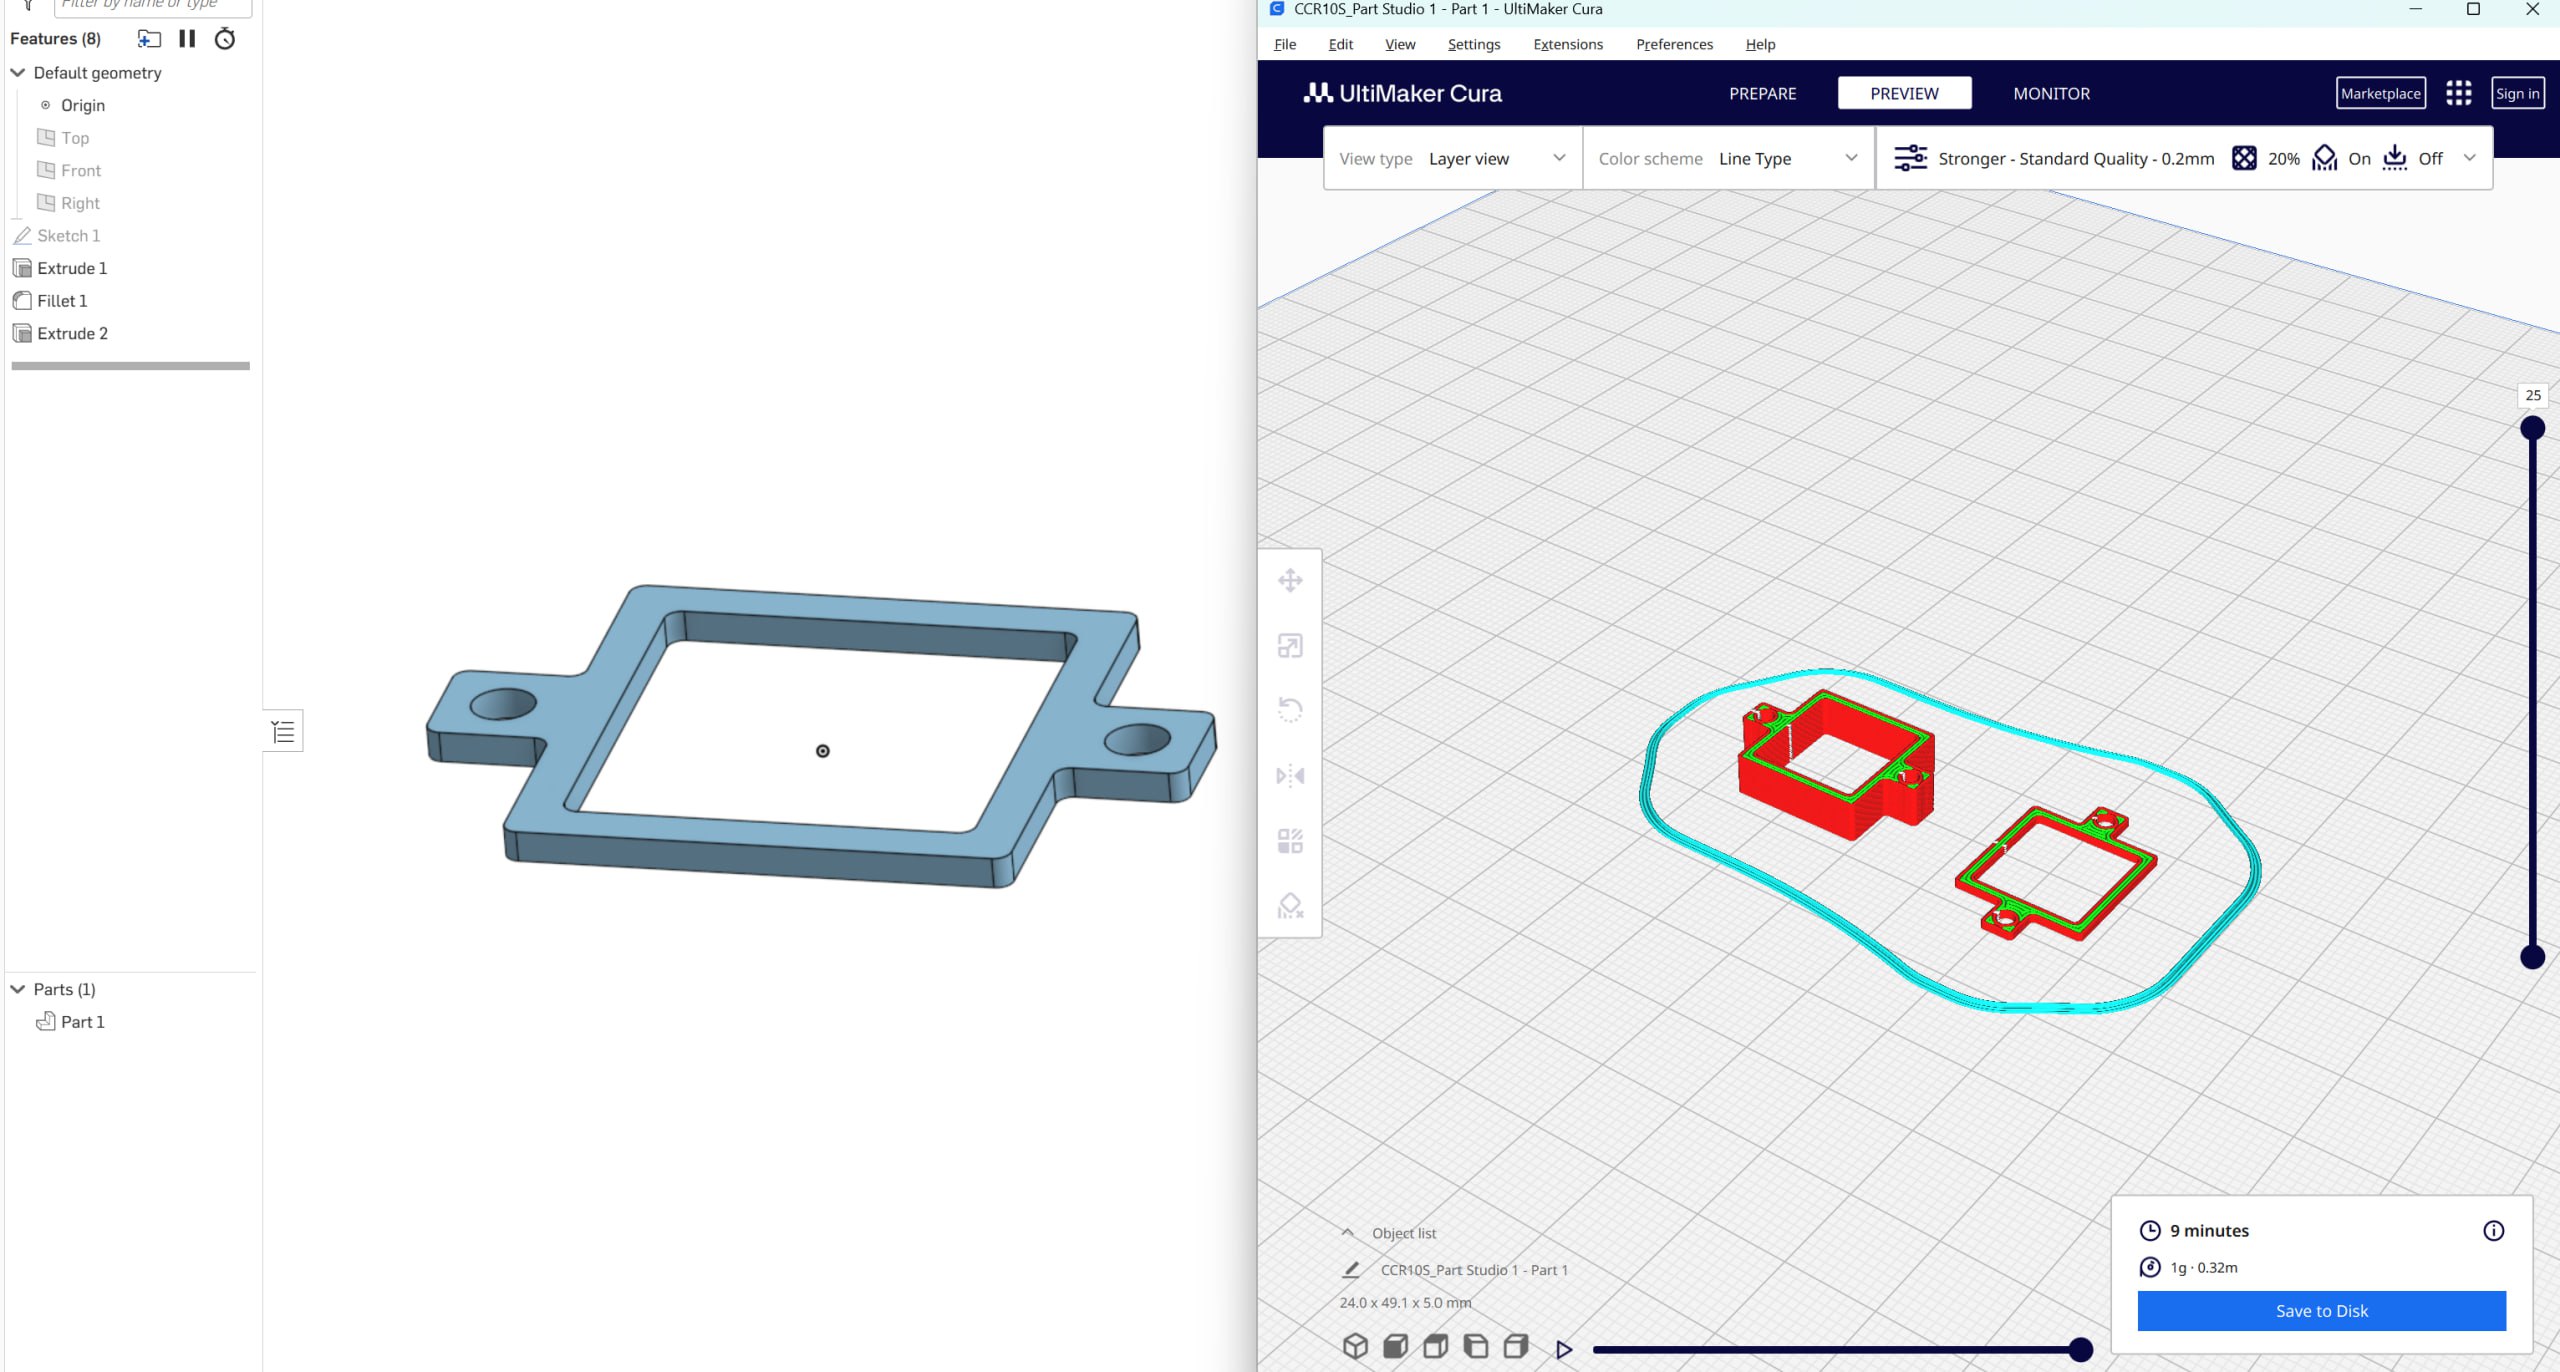 Filter by name or type
Features (8)
Default geometry
Origin
Top
Front
Right
Sketch 1
Extrude 1
Fillet 1
Extrude 2
Parts (1)
Part 1
CCR10S_Part Studio 1 - Part 1 - UltiMaker Cura
File Edit View Settings Extensions Preferences Help
UltiMaker Cura PREPARE PREVIEW MONITOR Marketplace Sign in
View type Layer view Color scheme Line Type Stronger - Standard Quality - 0.2mm 20% On Off
25
Object list
CCR10S_Part Studio 1 - Part 1
24.0 x 49.1 x 5.0 mm
9 minutes
1g · 0.32m
Save to Disk